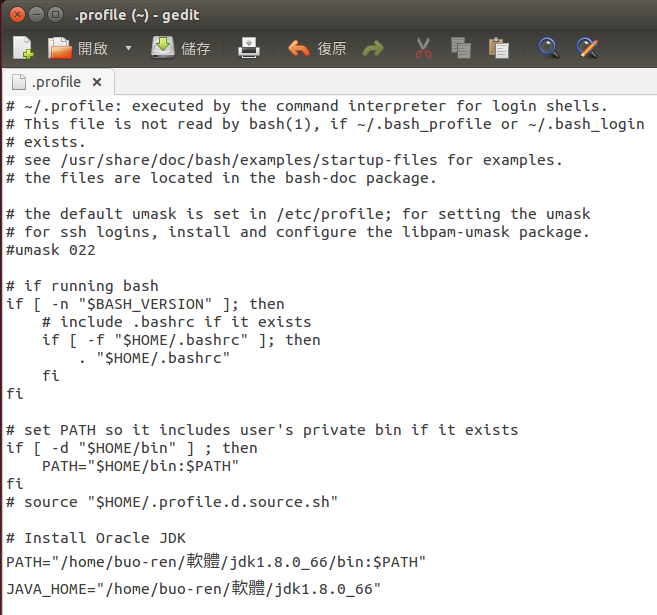 .profile (~) - gedit
開啟 儲存 復原
.profile
# ~/.profile: executed by the command interpreter for login shells.
# This file is not read by bash(1), if ~/.bash_profile or ~/.bash_login
# exists.
# see /usr/share/doc/bash/examples/startup-files for examples.
# the files are located in the bash-doc package.

# the default umask is set in /etc/profile; for setting the umask
# for ssh logins, install and configure the libpam-umask package.
#umask 022

# if running bash
if [ -n "$BASH_VERSION" ]; then
    # include .bashrc if it exists
    if [ -f "$HOME/.bashrc" ]; then
        . "$HOME/.bashrc"
    fi
fi

# set PATH so it includes user's private bin if it exists
if [ -d "$HOME/bin" ] ; then
    PATH="$HOME/bin:$PATH"
fi
# source "$HOME/.profile.d.source.sh"

# Install Oracle JDK
PATH="/home/buo-ren/軟體/jdk1.8.0_66/bin:$PATH"
JAVA_HOME="/home/buo-ren/軟體/jdk1.8.0_66"